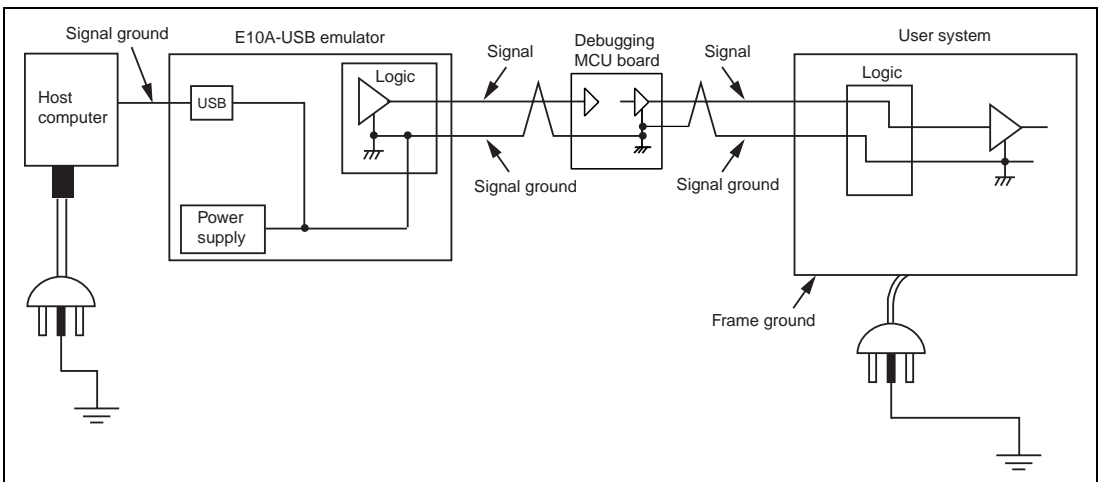 Signal ground
E10A-USB emulator
Host
computer
USB
Logic
Power
supply
Signal
Signal ground
Debugging
MCU board
Signal
Signal ground
User system
Logic
Frame ground